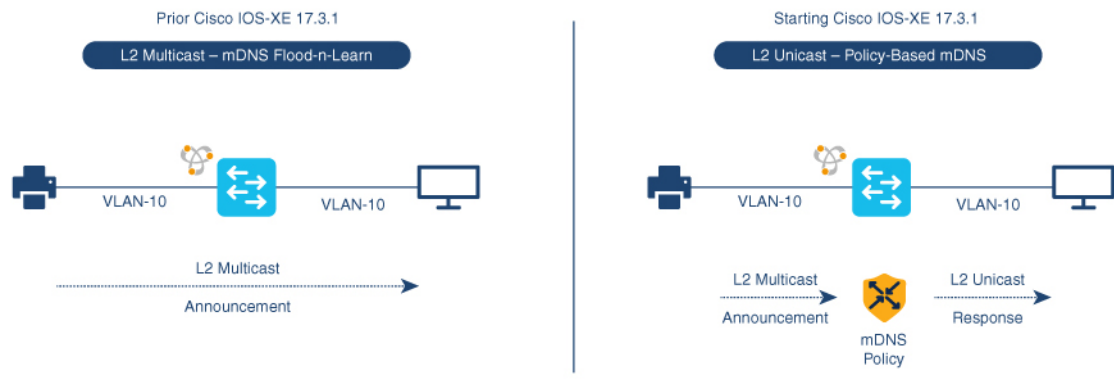 Prior Cisco IOS-XE 17.3.1
L2 Multicast – mDNS Flood-n-Learn
VLAN-10
VLAN-10
L2 Multicast
Announcement
Starting Cisco IOS-XE 17.3.1
L2 Unicast – Policy-Based mDNS
VLAN-10
VLAN-10
L2 Multicast
Announcement
mDNS
Policy
L2 Unicast
Response